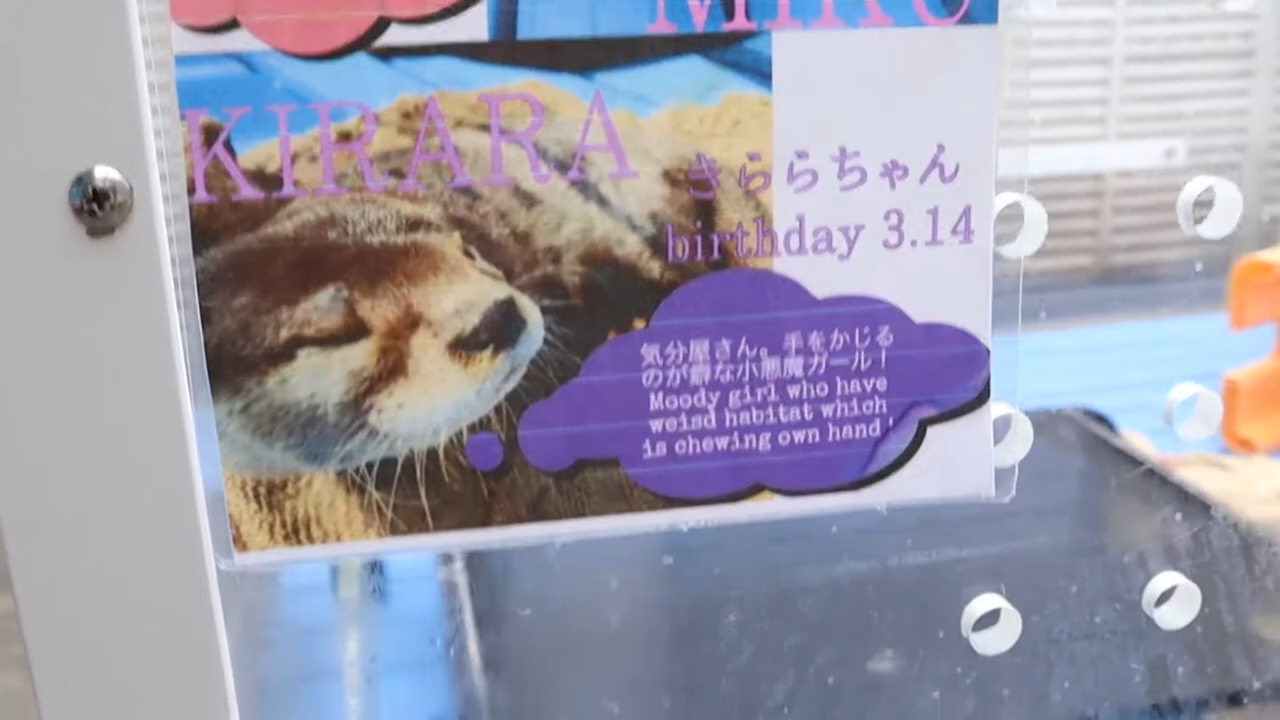 MIKU
KIRARA
きららちゃん
birthday 3.14
気分屋さん。手をかじる
のが癖な小悪魔ガール！
Moody girl who have
weisd habitat which
is chewing own hand!